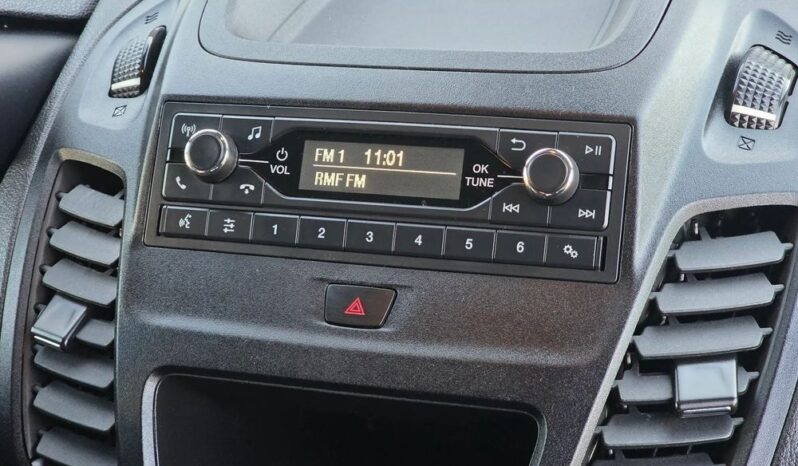 FM 1 11:01
RMF FM
VOL
OK
TUNE
1 2 3 4 5 6